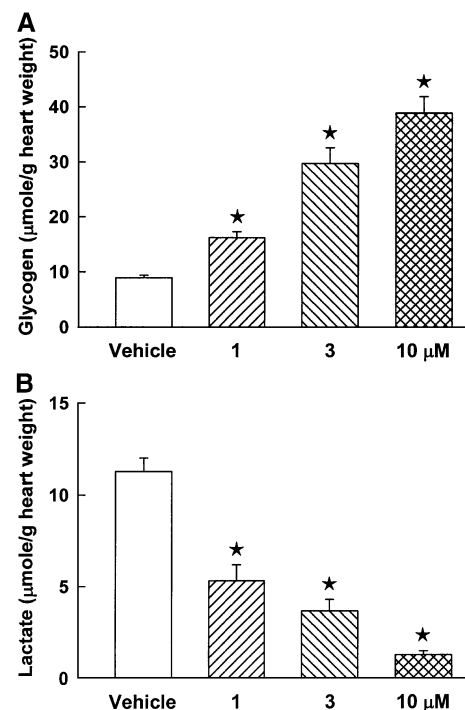 A
Glycogen (μmole/g heart weight)
50
40
30
20
10
0
★
★
★
Vehicle 1 3 10 μM
B
Lactate (μmole/g heart weight)
15
10
5
0
★
★
★
Vehicle 1 3 10 μM